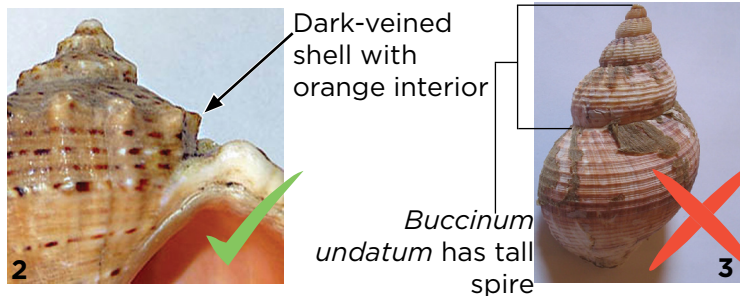 Dark-veined
shell with
orange interior
2
Buccinum
undatum has tall
spire
3